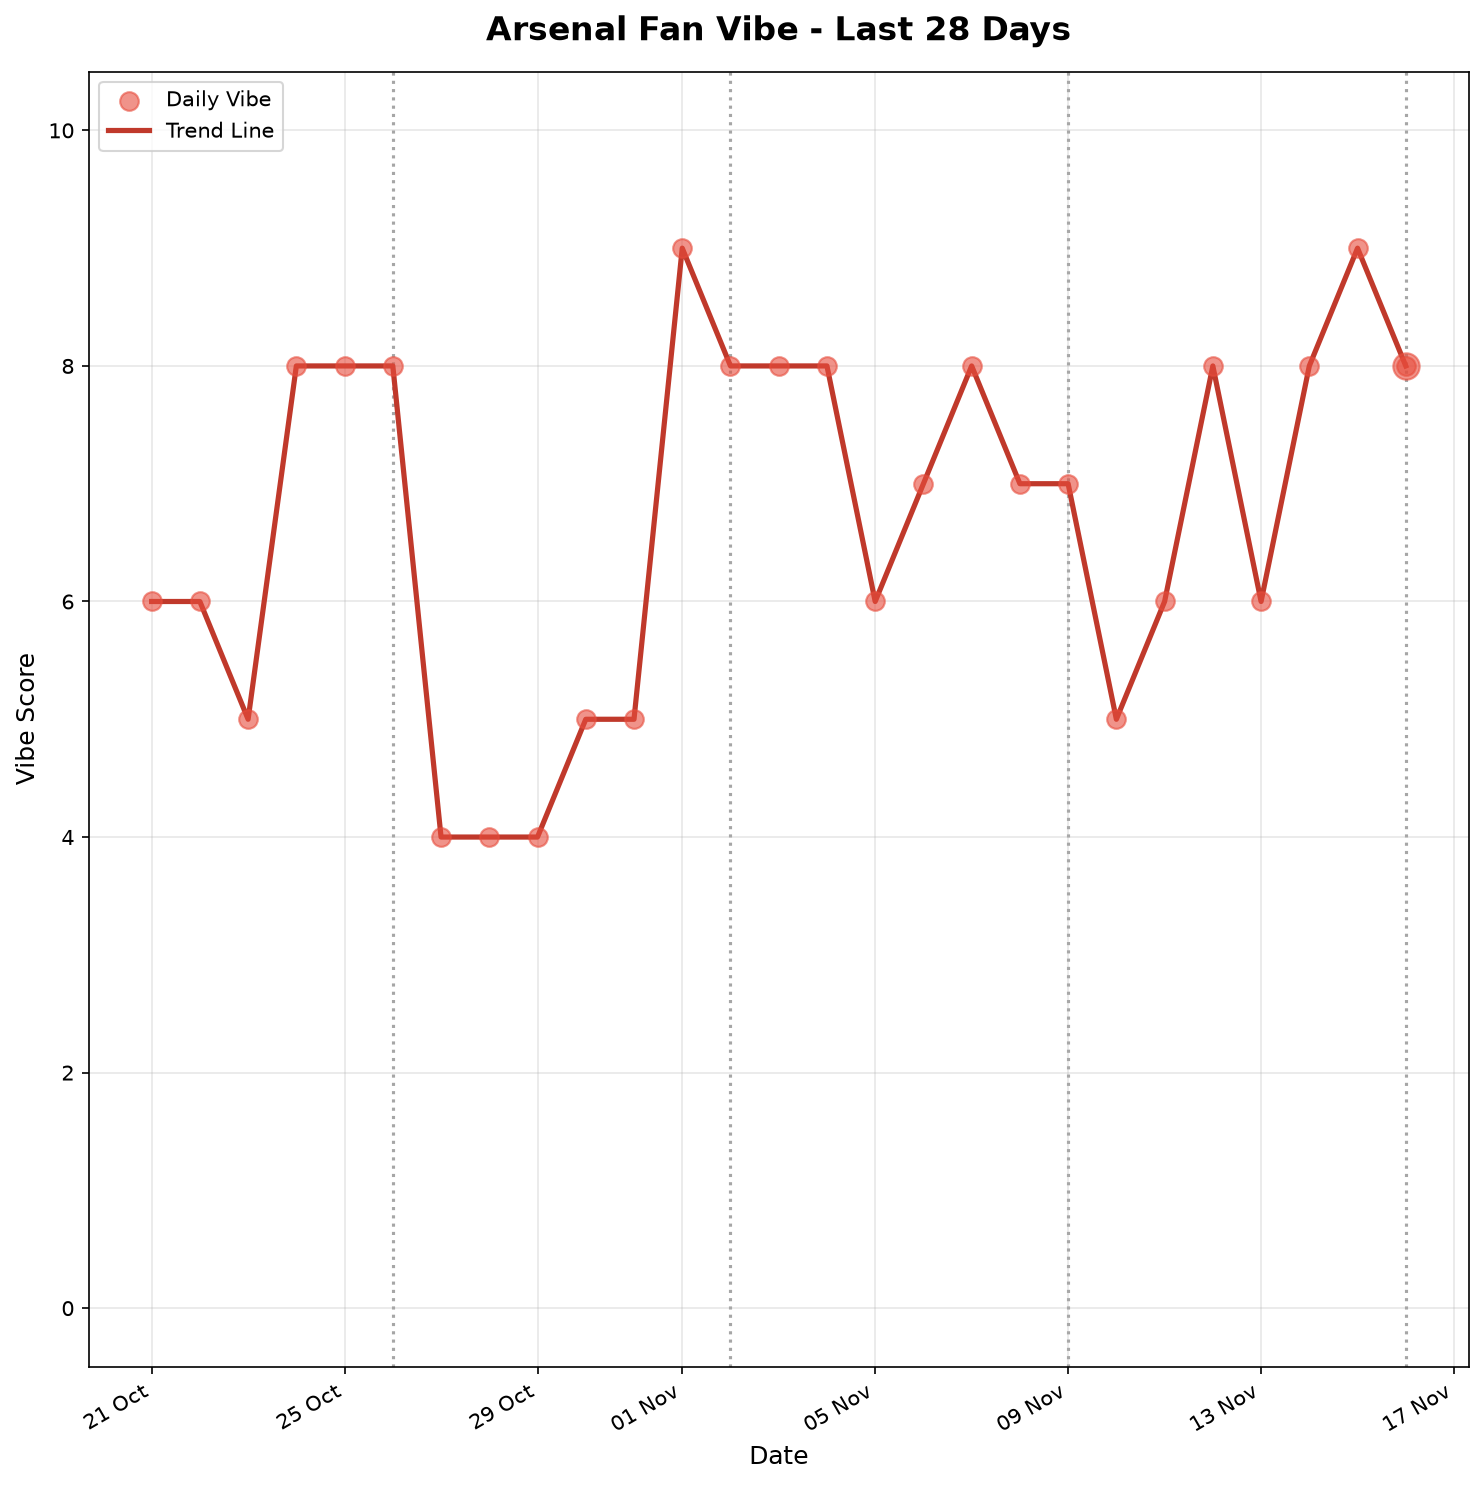 Arsenal Fan Vibe - Last 28 Days
Daily Vibe
Trend Line
10
8
6
4
2
0
Vibe Score
21 Oct
25 Oct
29 Oct
01 Nov
05 Nov
09 Nov
13 Nov
17 Nov
Date